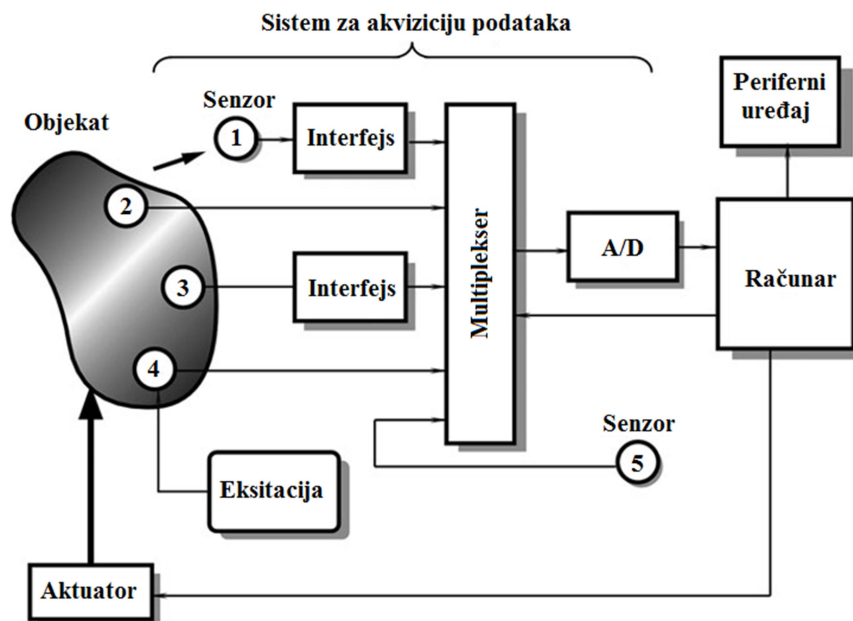 Sistem za akviziciju podataka
Periferni
uređaj
Senzor
Objekat
1
Interfejs
2
Multiplekser
A/D
Računar
3
Interfejs
4
Senzor
5
Eksitacija
Aktuator